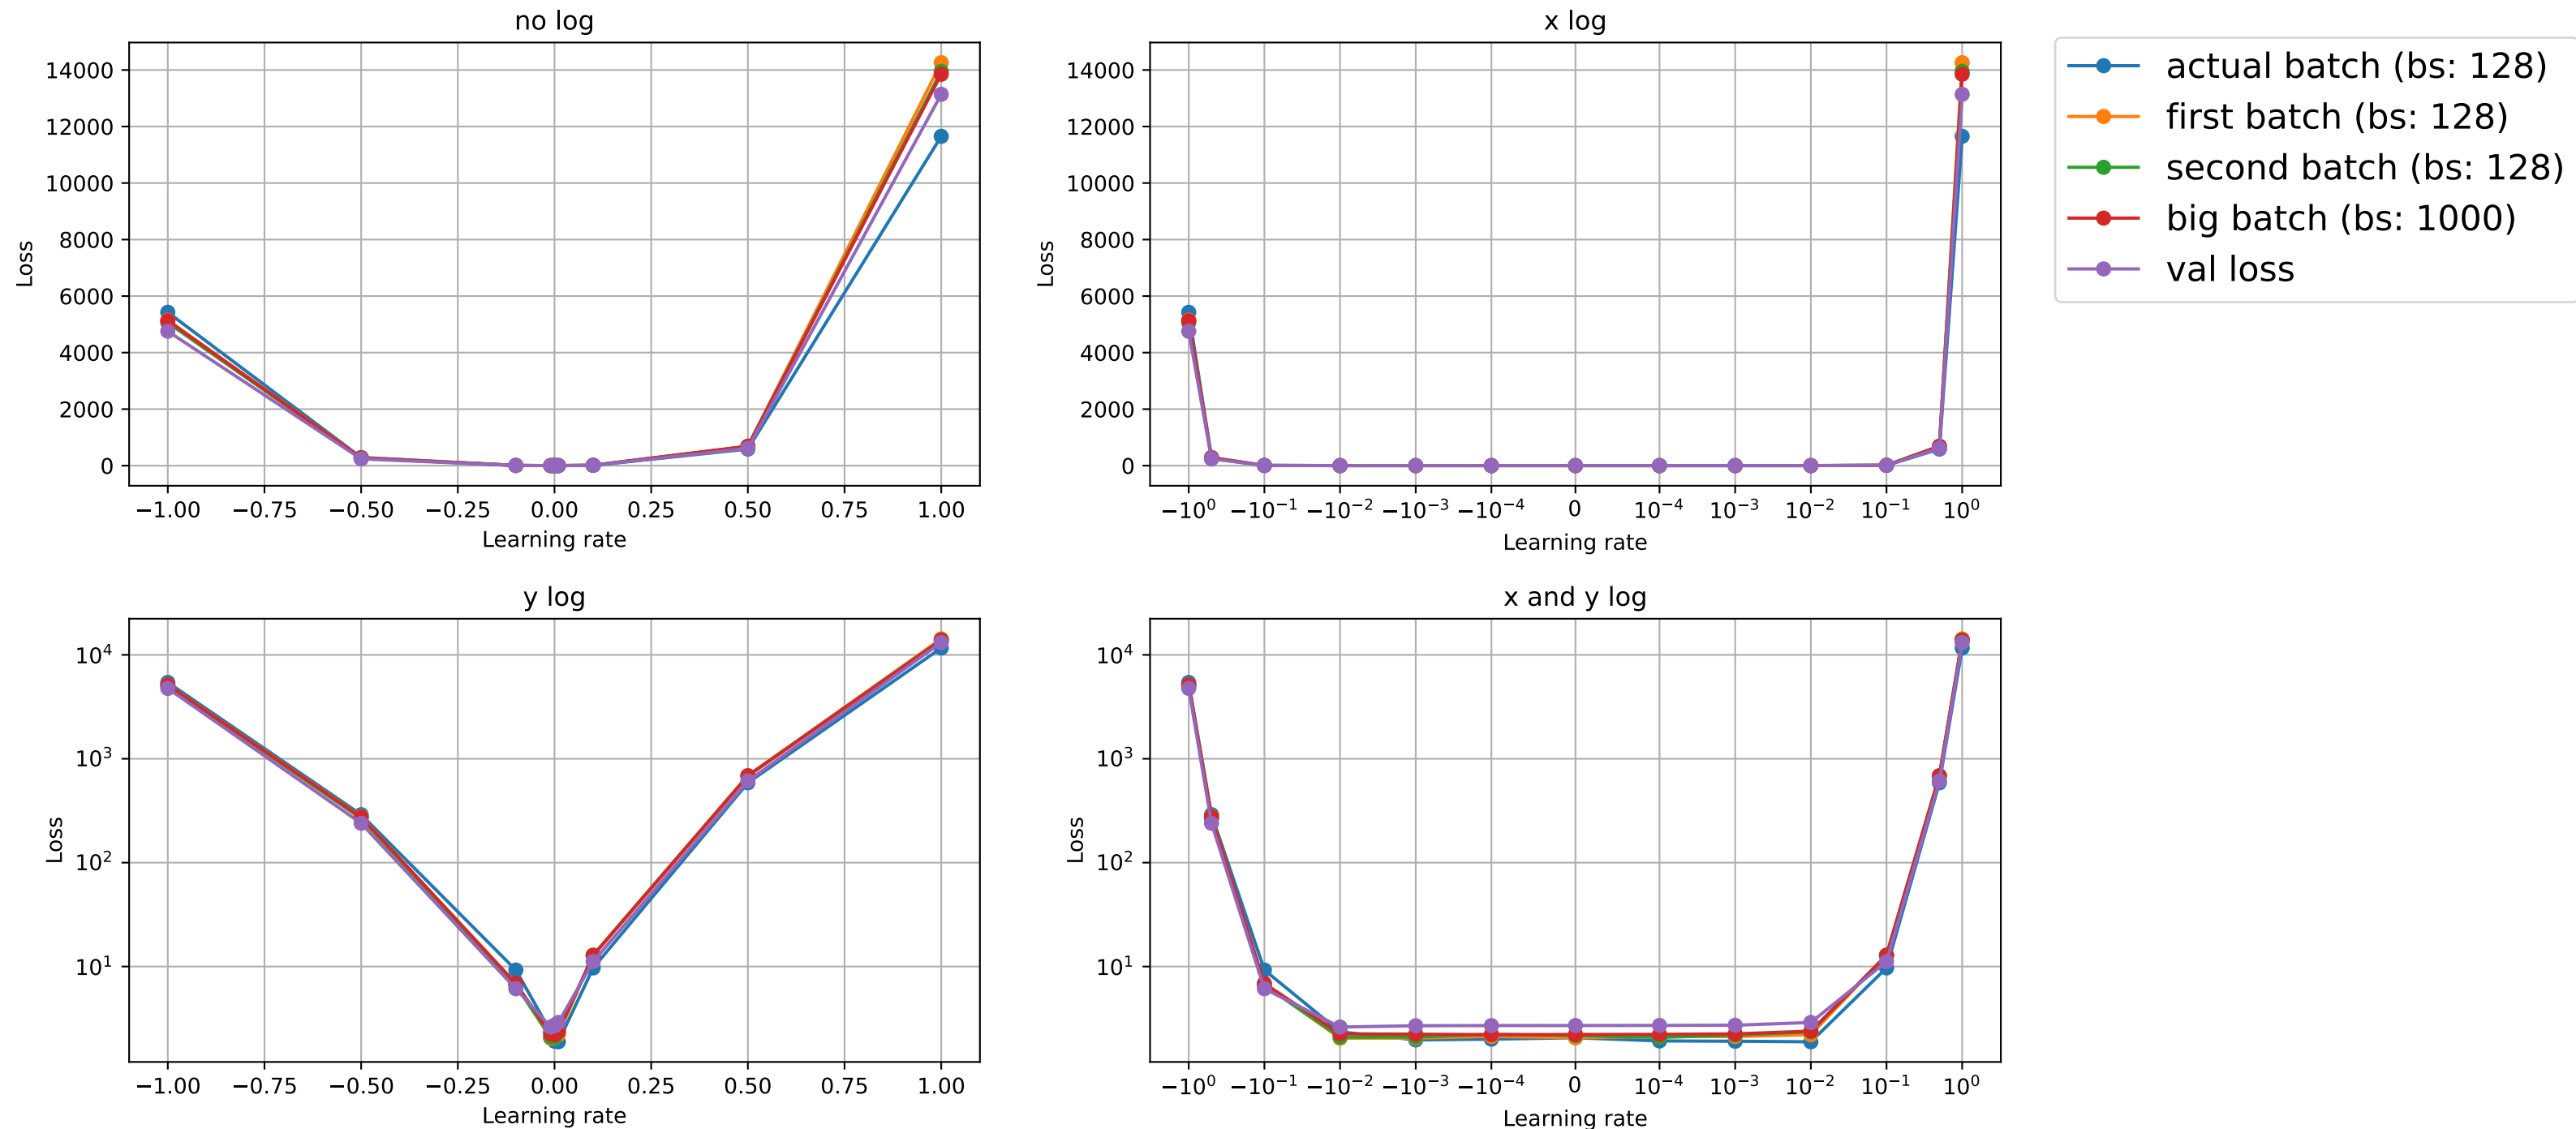 no log
14000
12000
10000
8000
6000
4000
2000
0
Loss
−1.00 −0.75 −0.50 −0.25 0.00 0.25 0.50 0.75 1.00
Learning rate
x log
14000
12000
10000
8000
6000
4000
2000
0
Loss
−10⁰ −10⁻¹ −10⁻² −10⁻³ −10⁻⁴ 0 10⁻⁴ 10⁻³ 10⁻² 10⁻¹ 10⁰
Learning rate
actual batch (bs: 128)
first batch (bs: 128)
second batch (bs: 128)
big batch (bs: 1000)
val loss
y log
10⁴
10³
10²
10¹
Loss
−1.00 −0.75 −0.50 −0.25 0.00 0.25 0.50 0.75 1.00
Learning rate
x and y log
10⁴
10³
10²
10¹
Loss
−10⁰ −10⁻¹ −10⁻² −10⁻³ −10⁻⁴ 0 10⁻⁴ 10⁻³ 10⁻² 10⁻¹ 10⁰
Learning rate